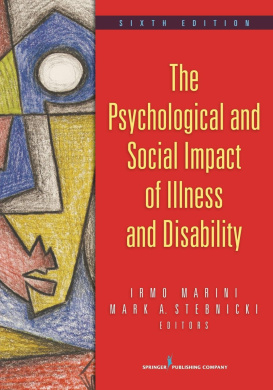 SIXTH EDITION
The
Psychological and
Social Impact
of Illness
and Disability
IRMO MARINI
MARK A. STEBNICKI
EDITORS
SPRINGER PUBLISHING COMPANY